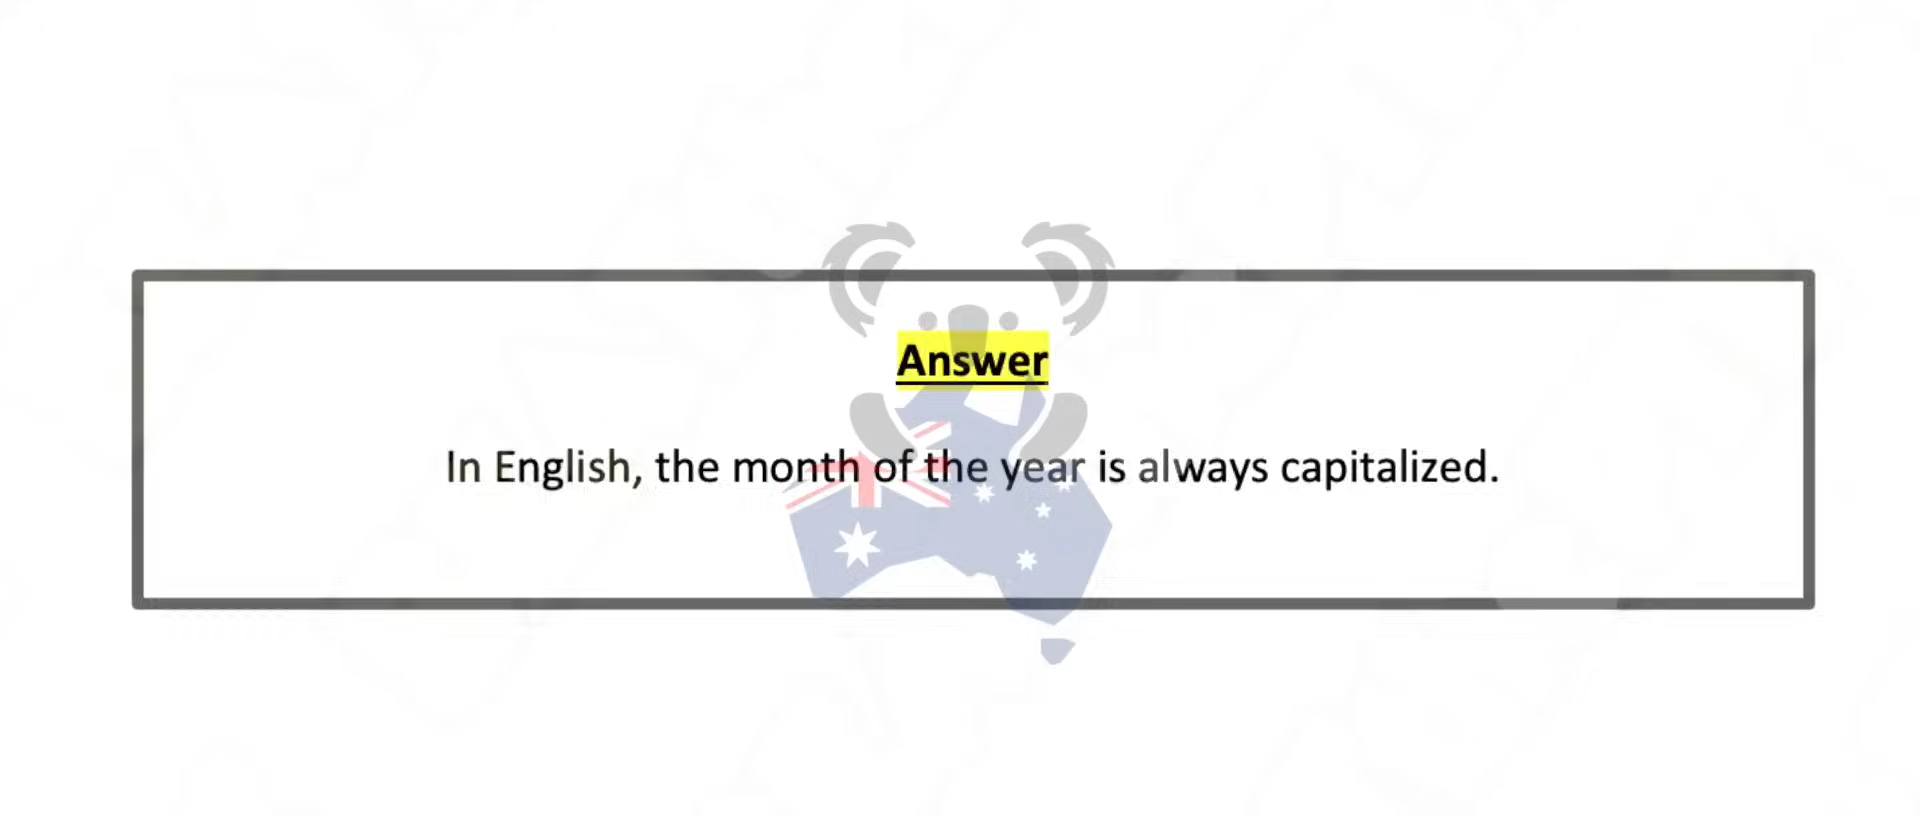 Answer
In English, the month of the year is always capitalized.